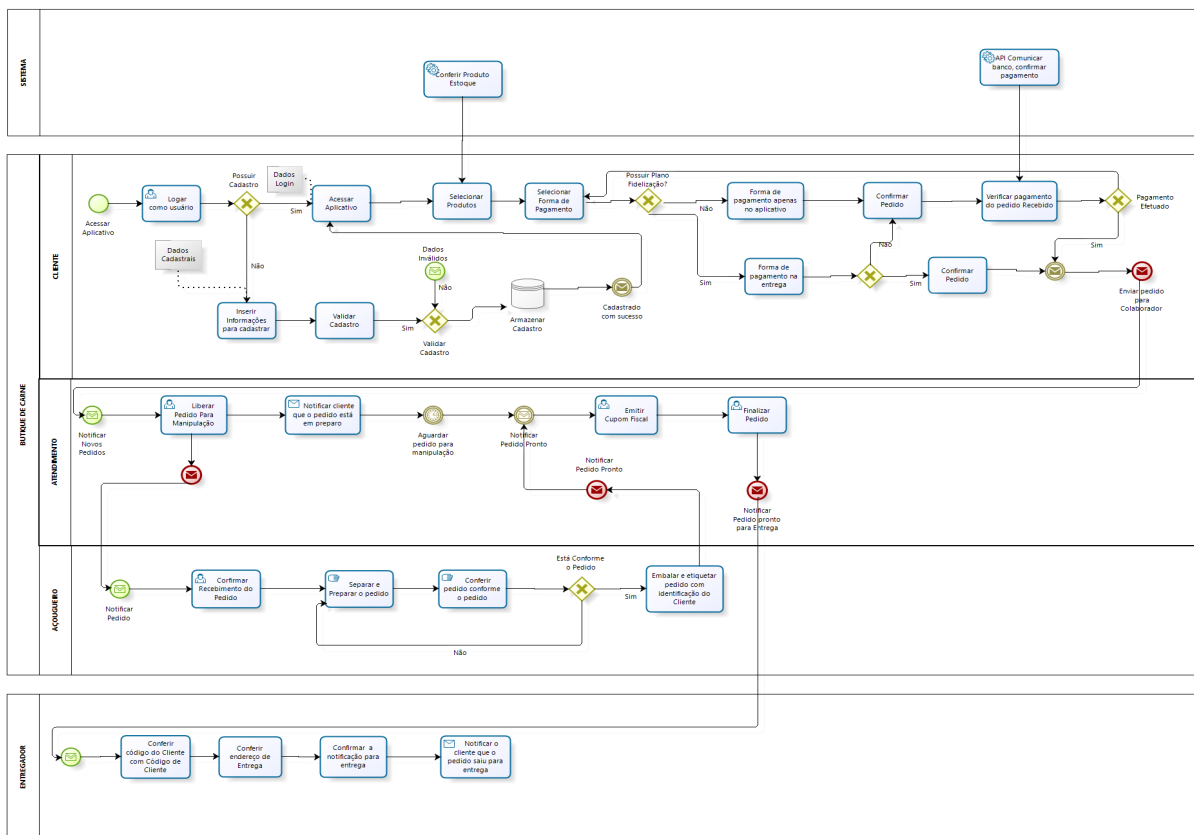 SISTEMA
Conferir Produto
Estoque
API Comunicar
banco, confirmar
pagamento
BUTIQUE DE CARNE
CLIENTE
Acessar
Aplicativo
Logar
como usuário
Possuir
Cadastro
Sim
Não
Dados
Login
Acessar
Aplicativo
Selecionar
Produtos
Selecionar
Forma de
Pagamento
Possuir Plano
Fidelização?
Não
Sim
Forma de
pagamento apenas
no aplicativo
Confirmar
Pedido
Verificar pagamento
do pedido Recebido
Pagamento
Efetuado
Sim
Dados
Cadastrais
Inserir
Informações
para cadastrar
Validar
Cadastro
Sim
Dados
Inválidos
Não
Validar
Cadastro
Armazenar
Cadastro
Cadastrado
com sucesso
Forma de
pagamento na
entrega
Não
Sim
Confirmar
Pedido
Enviar pedido
para
Colaborador
ATENDIMENTO
Notificar
Novos
Pedidos
Liberar
Pedido Para
Manipulação
Notificar cliente
que o pedido está
em preparo
Aguardar
pedido para
manipulação
Notificar
Pedido Pronto
Emitir
Cupom Fiscal
Finalizar
Pedido
Notificar
Pedido Pronto
Notificar
Pedido pronto
para Entrega
AÇOUGUEIRO
Notificar
Pedido
Confirmar
Recebimento do
Pedido
Separar e
Preparar o pedido
Conferir
pedido conforme
o pedido
Está Conforme
o Pedido
Sim
Não
Embalar e etiquetar
pedido com
identificação do
Cliente
ENTREGADOR
Conferir
código do Cliente
com Código de
Cliente
Conferir
endereço de
Entrega
Confirmar a
notificação para
entrega
Notificar o
cliente que o
pedido saiu para
entrega